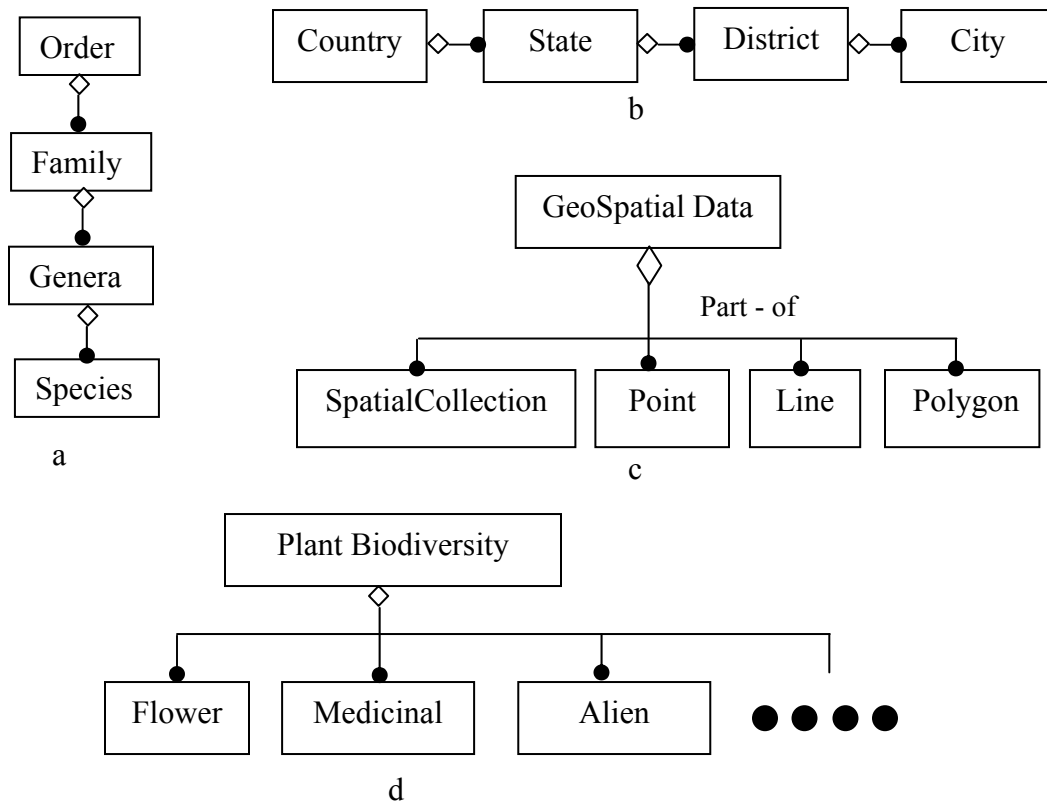 Order
Family
Genera
Species
a
Country State District City
b
GeoSpatial Data
Part - of
SpatialCollection Point Line Polygon
c
Plant Biodiversity
Flower Medicinal Alien
d